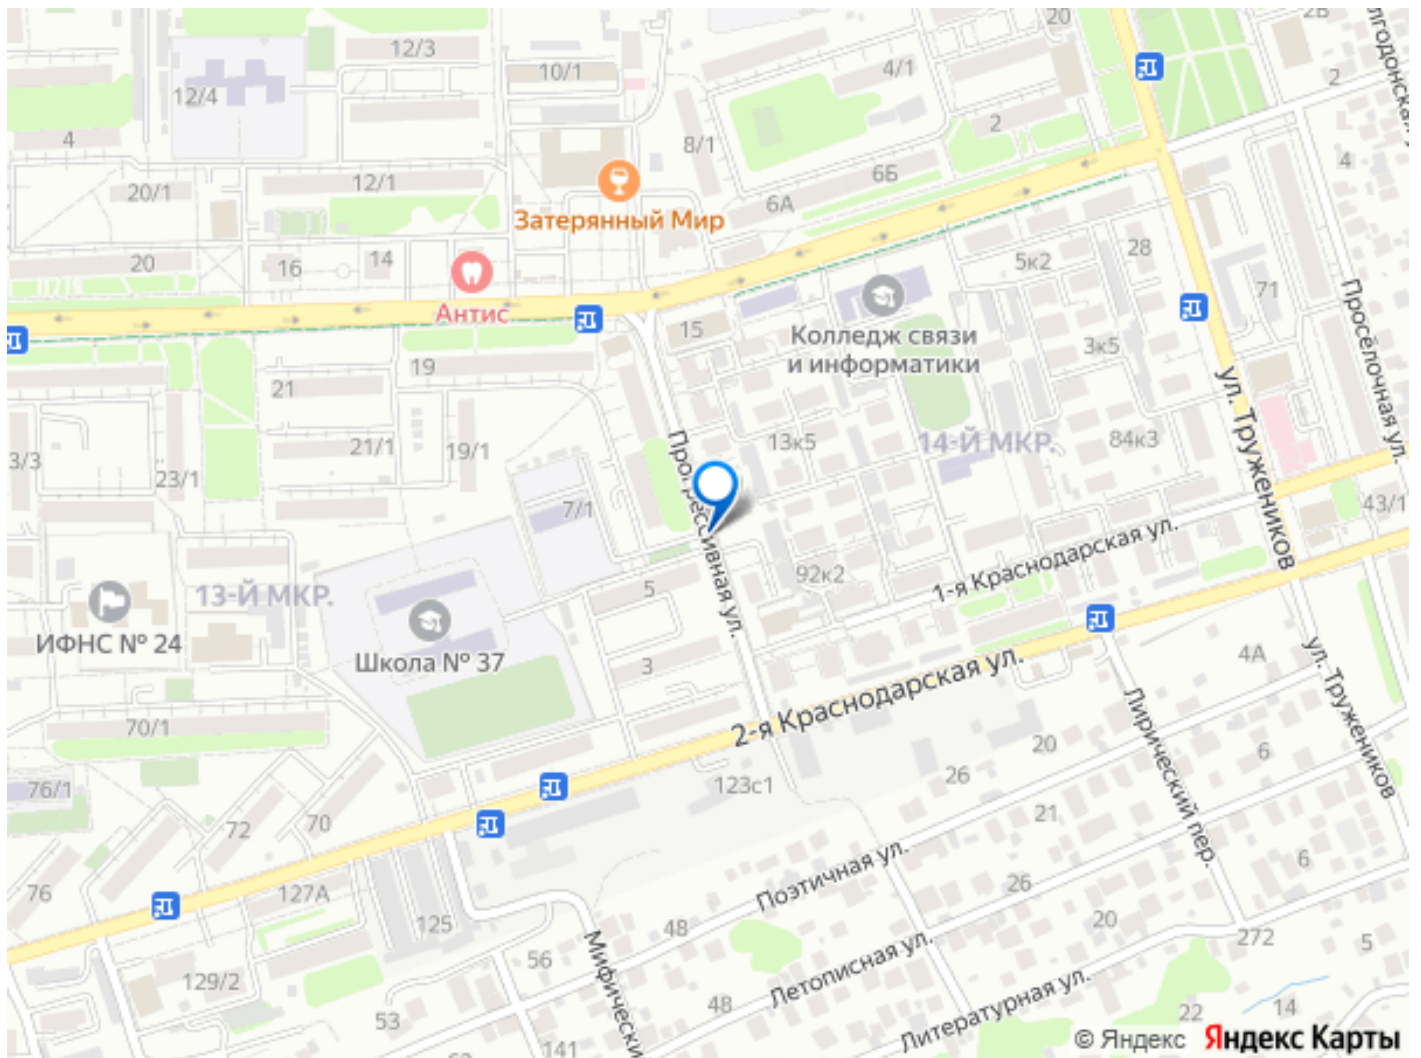 12/3
20
2В
10/1
4/1
2
12/4
4
8/1
2
4
12/1
6Б
20/1
Затерянный Мир
6А
20
16
14
5к2
28
71
Антис
Колледж связи
и информатики
15
3к5
Просёлочная ул.
19
21
ул. Тружеников
13к5
14-Й МКР.
84к3
21/1
19/1
3/3
23/1
Прогрессивная ул.
7/1
43/1
1-я Краснодарская ул.
92к2
5
13-Й МКР.
ИФНС № 24
Школа № 37
3
4А
ул. Тружеников
2-я Краснодарская ул.
Лирический пер.
70/1
20
6
26
123с1
76/1
72
70
21
Поэтичная ул.
6
76
127А
26
125
48
20
272
5
Летописная ул.
56
Мифический
129/2
48
Литературная ул.
22
14
53
141
© Яндекс Яндекс Карты